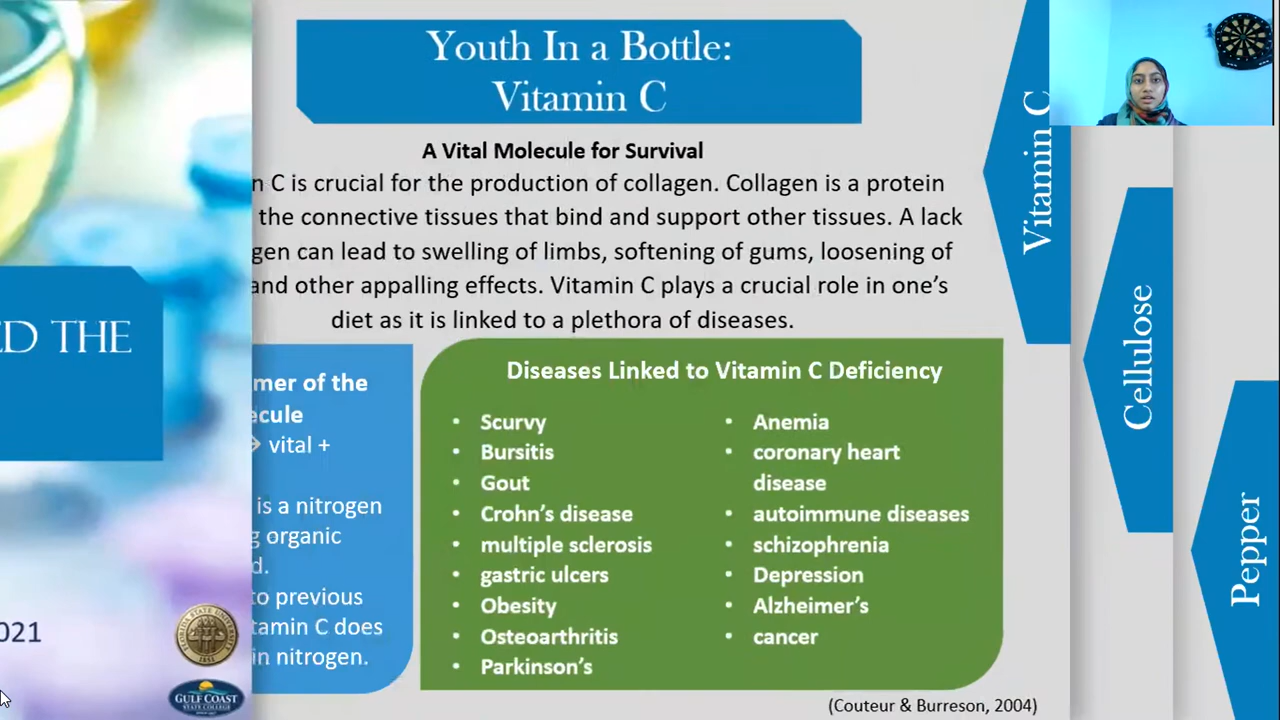 Youth In a Bottle:
Vitamin C
A Vital Molecule for Survival
n C is crucial for the production of collagen. Collagen is a protein
the connective tissues that bind and support other tissues. A lack
gen can lead to swelling of limbs, softening of gums, loosening of
and other appalling effects. Vitamin C plays a crucial role in one's
diet as it is linked to a plethora of diseases.
ED THE
mer of the
ecule
→ vital +
is a nitrogen
g organic
d.
to previous
tamin C does
in nitrogen.
Diseases Linked to Vitamin C Deficiency
• Scurvy
• Bursitis
• Gout
• Crohn's disease
• multiple sclerosis
• gastric ulcers
• Obesity
• Osteoarthritis
• Parkinson's
• Anemia
• coronary heart
disease
• autoimmune diseases
• schizophrenia
• Depression
• Alzheimer's
• cancer
(Couteur & Burreson, 2004)
Vitamin C
Cellulose
Pepper
021
GULF COAST
STATE COLLEGE